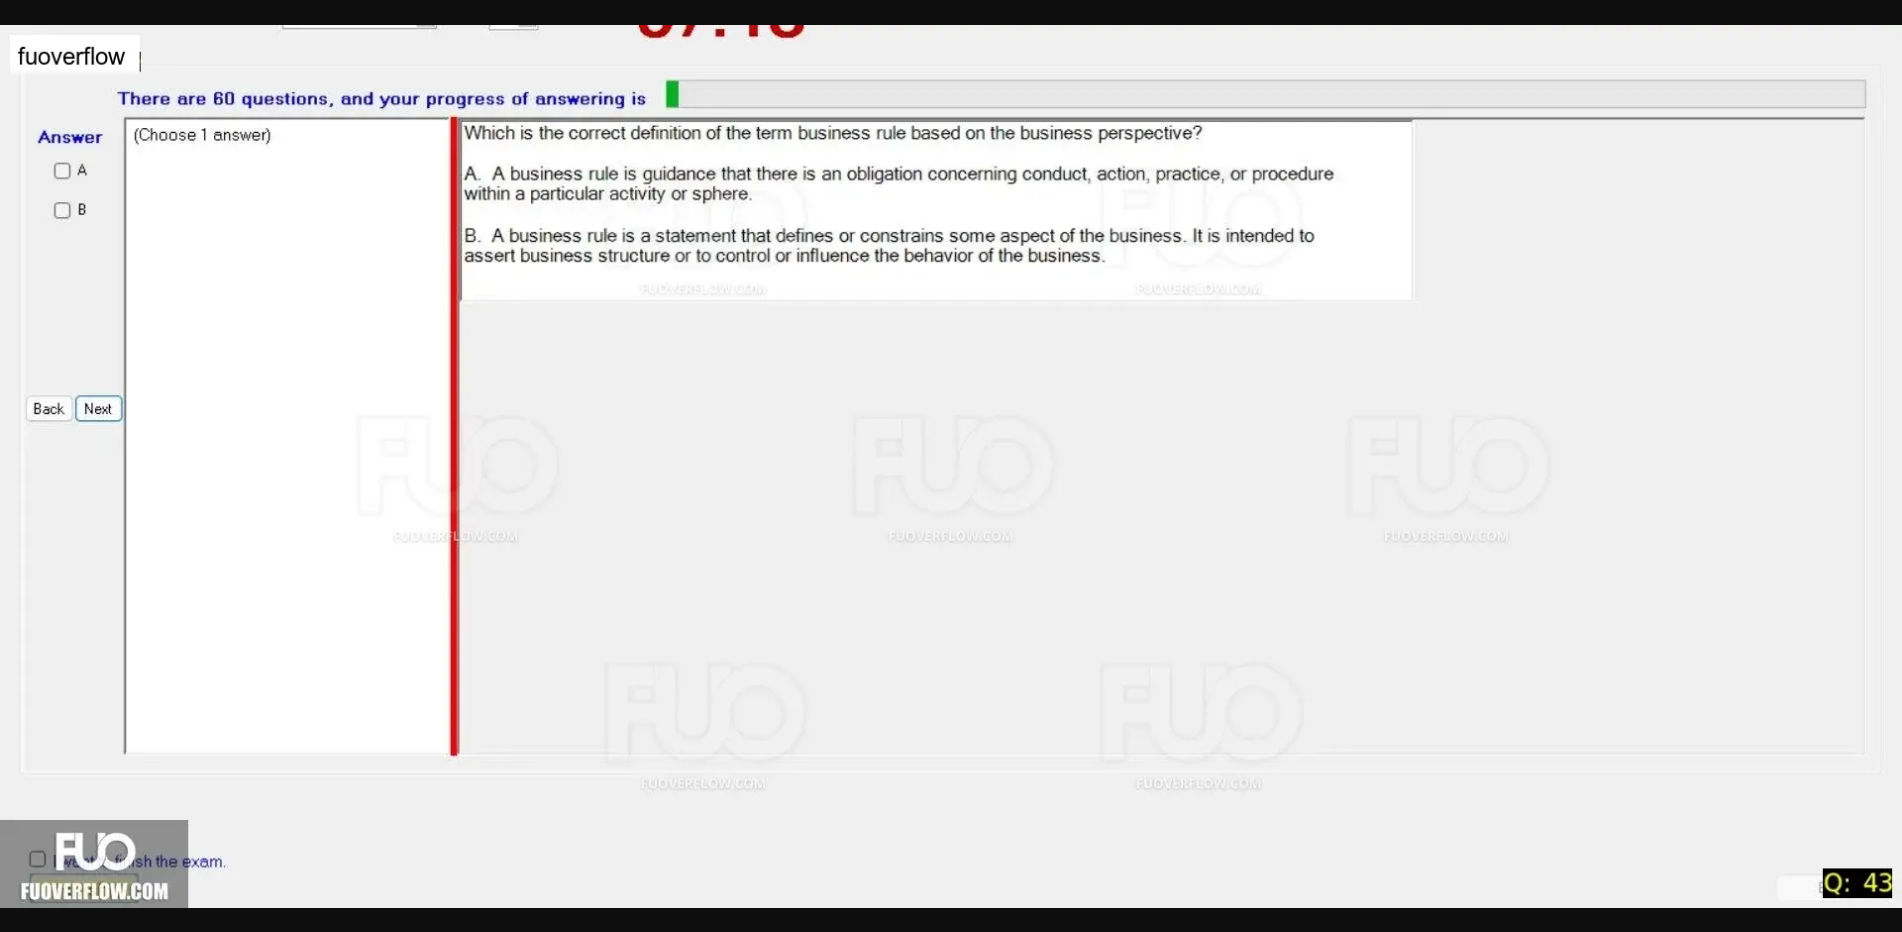 fuoverflow
There are 60 questions, and your progress of answering is
Answer
(Choose 1 answer)
A
B
Which is the correct definition of the term business rule based on the business perspective?
A. A business rule is guidance that there is an obligation concerning conduct, action, practice, or procedure
within a particular activity or sphere.
B. A business rule is a statement that defines or constrains some aspect of the business. It is intended to
assert business structure or to control or influence the behavior of the business.
FUO FUO
FUOVERFLOW.COM FUOVERFLOW.COM
Back Next
FUO FUO FUO
FUOVERFLOW.COM FUOVERFLOW.COM FUOVERFLOW.COM
FUO FUO
FUOVERFLOW.COM FUOVERFLOW.COM
FUO
the exam.
FUOVERFLOW.COM
Q: 43